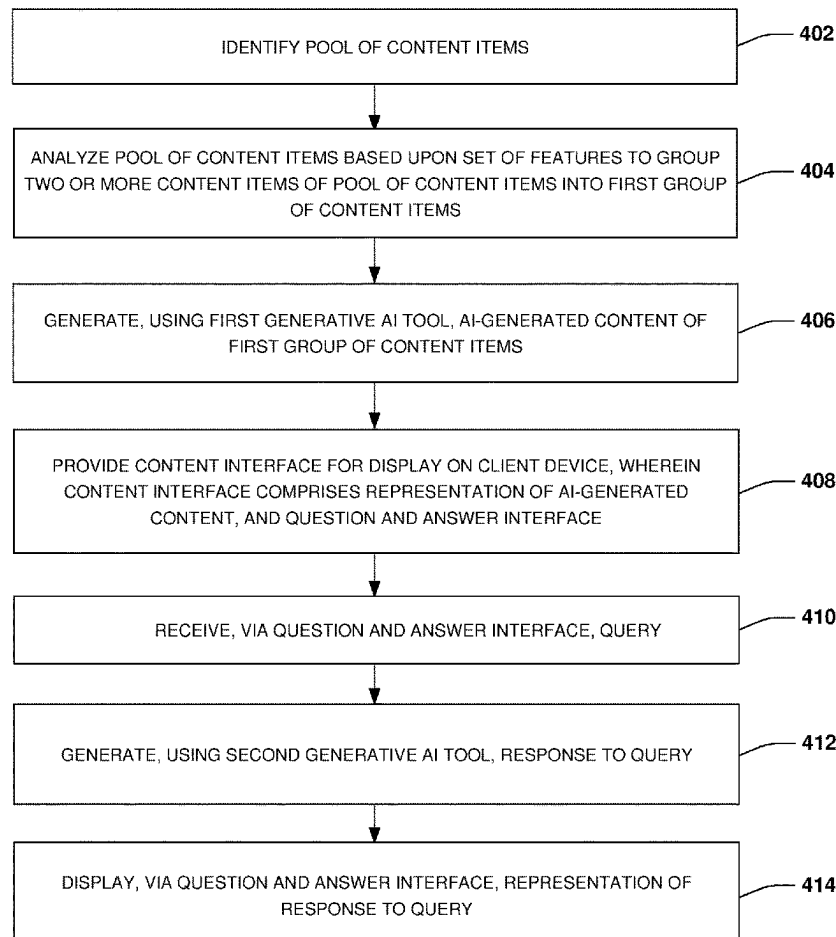 IDENTIFY POOL OF CONTENT ITEMS
402
ANALYZE POOL OF CONTENT ITEMS BASED UPON SET OF FEATURES TO GROUP
TWO OR MORE CONTENT ITEMS OF POOL OF CONTENT ITEMS INTO FIRST GROUP
OF CONTENT ITEMS
404
GENERATE, USING FIRST GENERATIVE AI TOOL, AI-GENERATED CONTENT OF
FIRST GROUP OF CONTENT ITEMS
406
PROVIDE CONTENT INTERFACE FOR DISPLAY ON CLIENT DEVICE, WHEREIN
CONTENT INTERFACE COMPRISES REPRESENTATION OF AI-GENERATED
CONTENT, AND QUESTION AND ANSWER INTERFACE
408
RECEIVE, VIA QUESTION AND ANSWER INTERFACE, QUERY
410
GENERATE, USING SECOND GENERATIVE AI TOOL, RESPONSE TO QUERY
412
DISPLAY, VIA QUESTION AND ANSWER INTERFACE, REPRESENTATION OF
RESPONSE TO QUERY
414